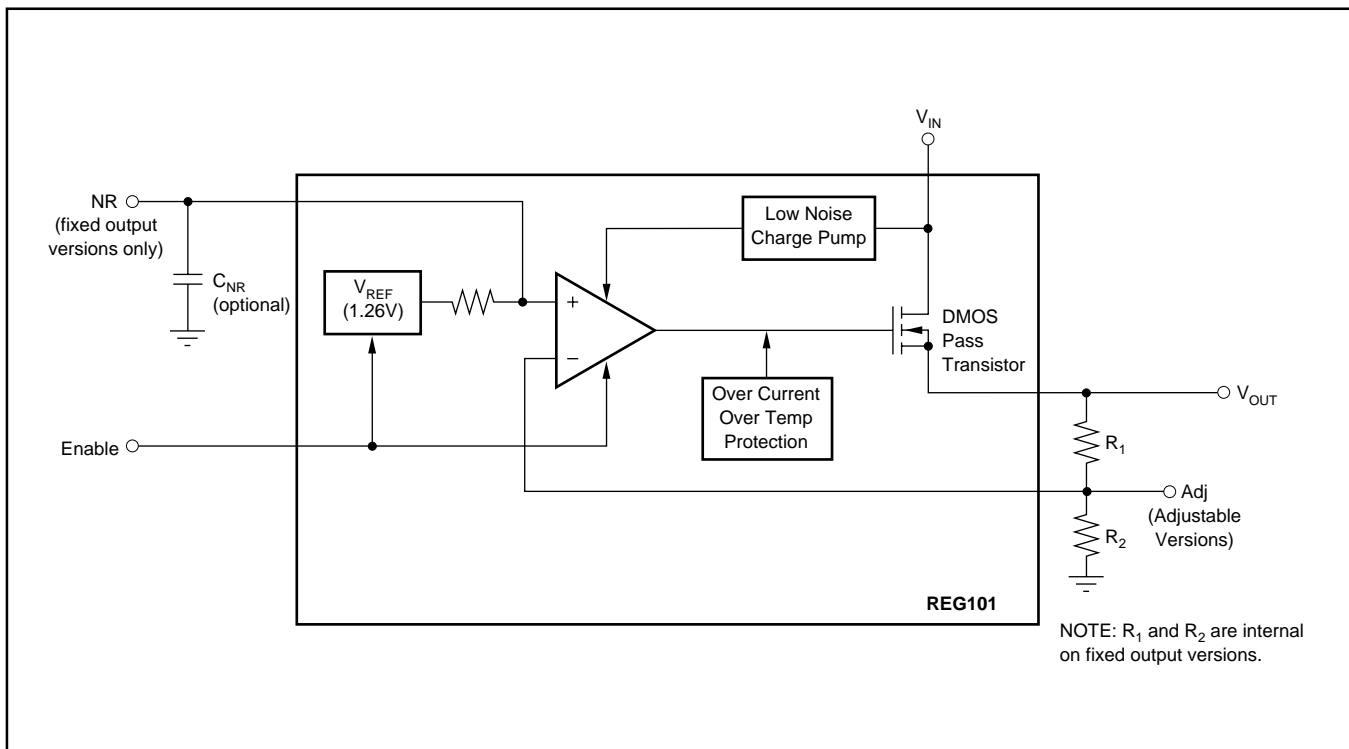 V_IN
NR
(fixed output
versions only)
C_NR
(optional)
V_REF
(1.26V)
Low Noise
Charge Pump
+
−
DMOS
Pass
Transistor
Over Current
Over Temp
Protection
Enable
V_OUT
R_1
Adj
(Adjustable
Versions)
R_2
REG101
NOTE: R_1 and R_2 are internal
on fixed output versions.